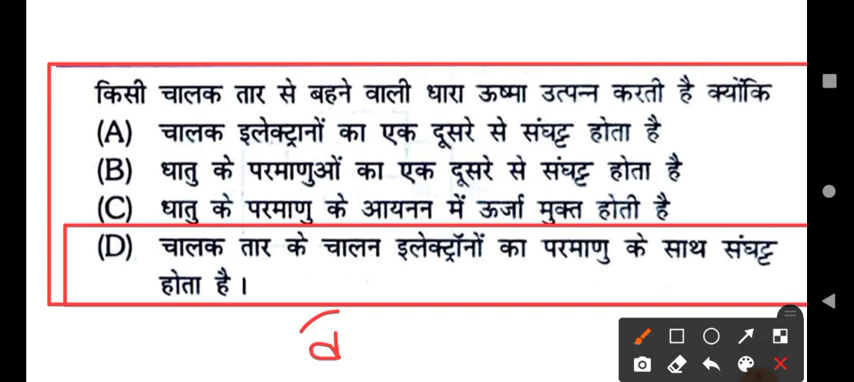 किसी चालक तार से बहने वाली धारा ऊष्मा उत्पन्न करती है क्योंकि
(A) चालक इलेक्ट्रानों का एक दूसरे से संघट्ट होता है
(B) धातु के परमाणुओं का एक दूसरे से संघट्ट होता है
(C) धातु के परमाणु के आयनन में ऊर्जा मुक्त होती है
(D) चालक तार के चालन इलेक्ट्रॉनों का परमाणु के साथ संघट्ट
होता है ।
d